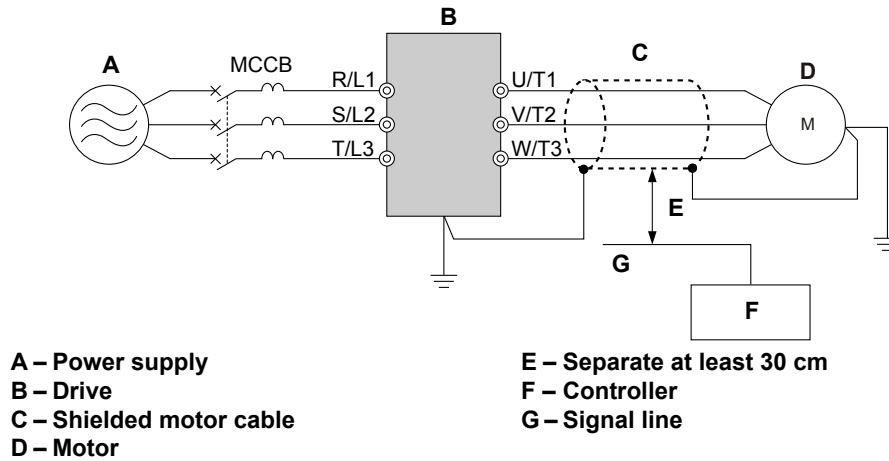 B
A
MCCB
C
D
R/L1
U/T1
S/L2
V/T2
M
T/L3
W/T3
E
G
F
A – Power supply
B – Drive
C – Shielded motor cable
D – Motor
E – Separate at least 30 cm
F – Controller
G – Signal line